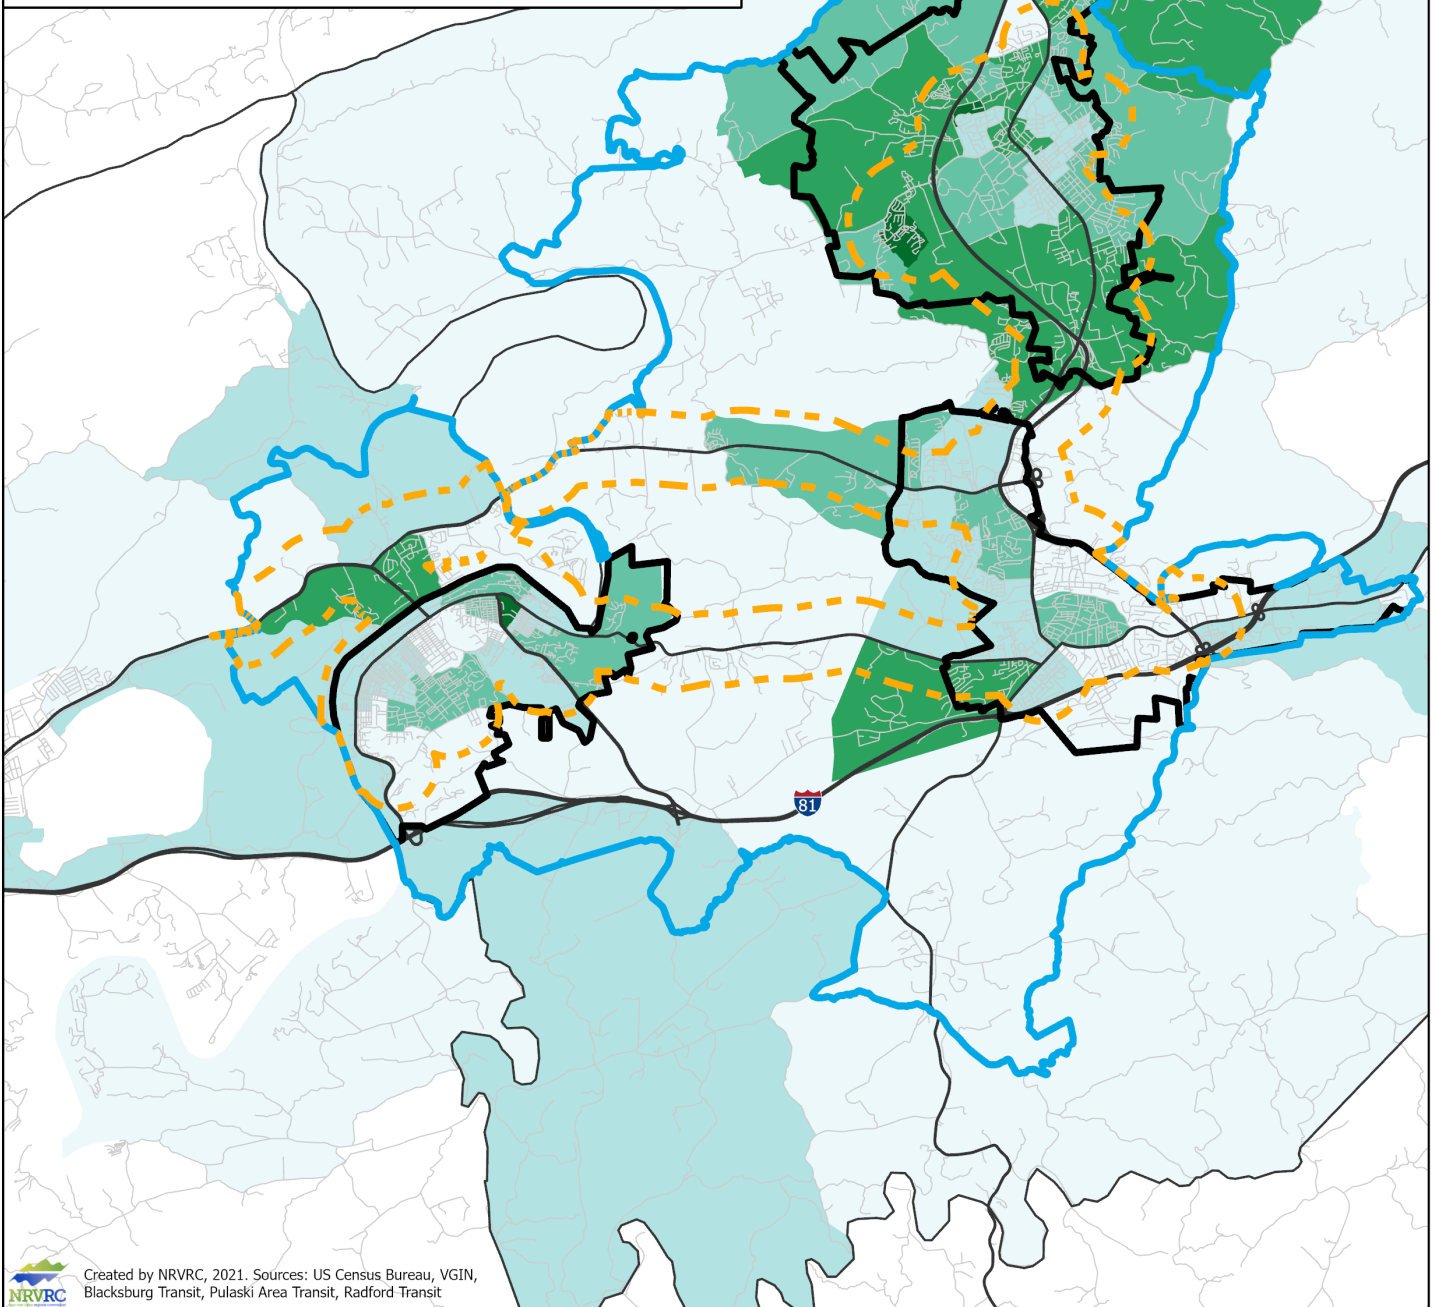 81
Created by NRVRC, 2021. Sources: US Census Bureau, VGIN,
Blacksburg Transit, Pulaski Area Transit, Radford Transit
NRVRC